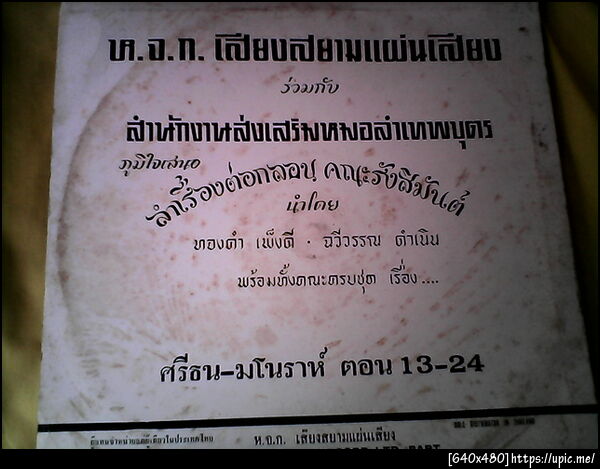 ห.จ.ก. เสียงสยามแผ่นเสียง
ร่วมกับ
สำนักงานส่งเสริมหมอลำเทพบุตร
ภูมิใจเสนอ
ลำเรื่องต่อกลอน คณะรังสิมันต์
นำโดย
ทองคำ เพ็งดี · ฉวีวรรณ ดำเนิน
พร้อมทั้งคณะครบชุด เรื่อง....
ศรีธน-มโนราห์ ตอน 13-24
ห.จ.ก. เสียงสยามแผ่นเสียง
[640x480]https://upic.me/